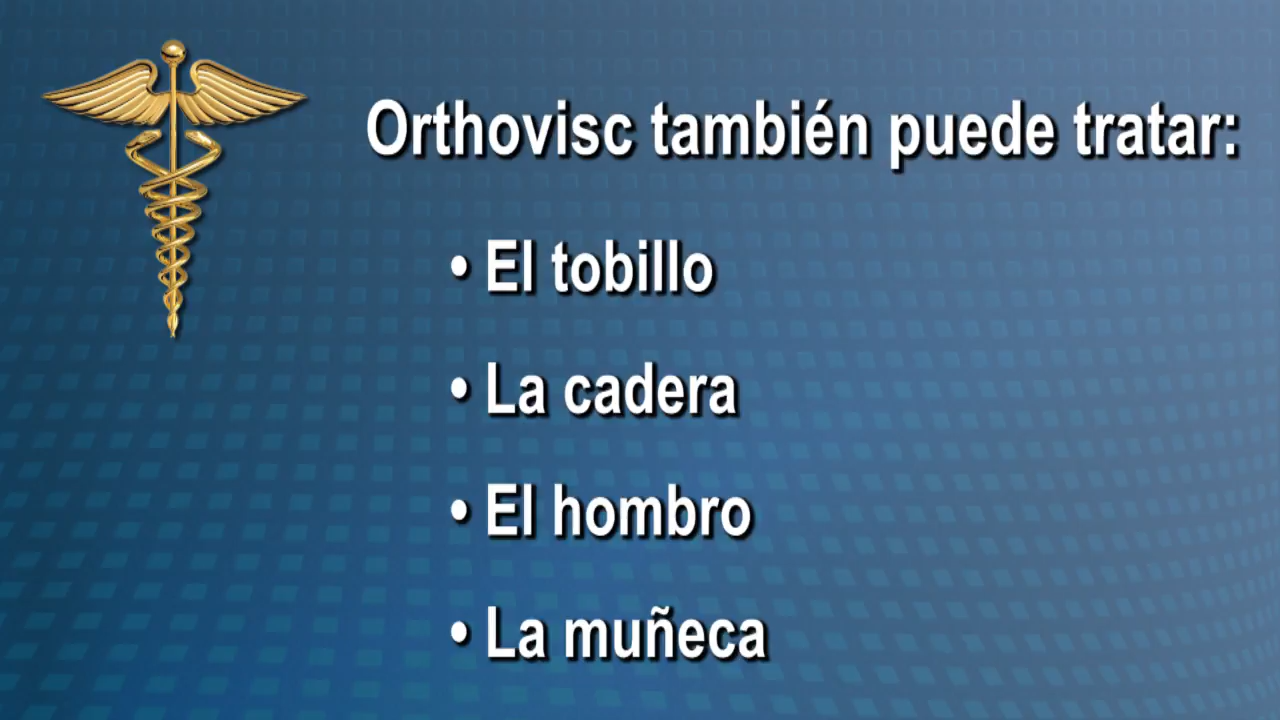 Orthovisc también puede tratar:
• El tobillo
• La cadera
• El hombro
• La muñeca